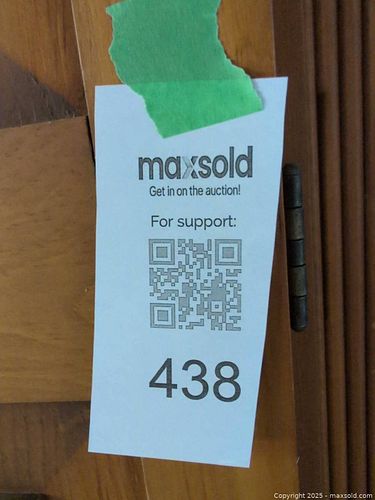 maxsold
Get in on the auction!
For support:
438
Copyright 2025 - maxsold.com